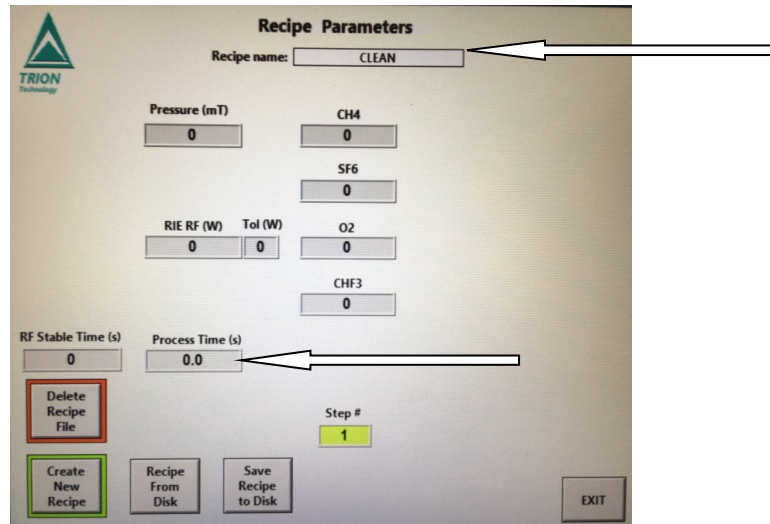 Recipe Parameters
Recipe name: CLEAN
TRION
Technology
Pressure (mT)
0
CH4
0
SF6
0
RIE RF (W)
0
Tol (W)
0
O2
0
CHF3
0
RF Stable Time (s)
0
Process Time (s)
0.0
Delete
Recipe
File
Step #
1
Create
New
Recipe
Recipe
From
Disk
Save
Recipe
to Disk
EXIT